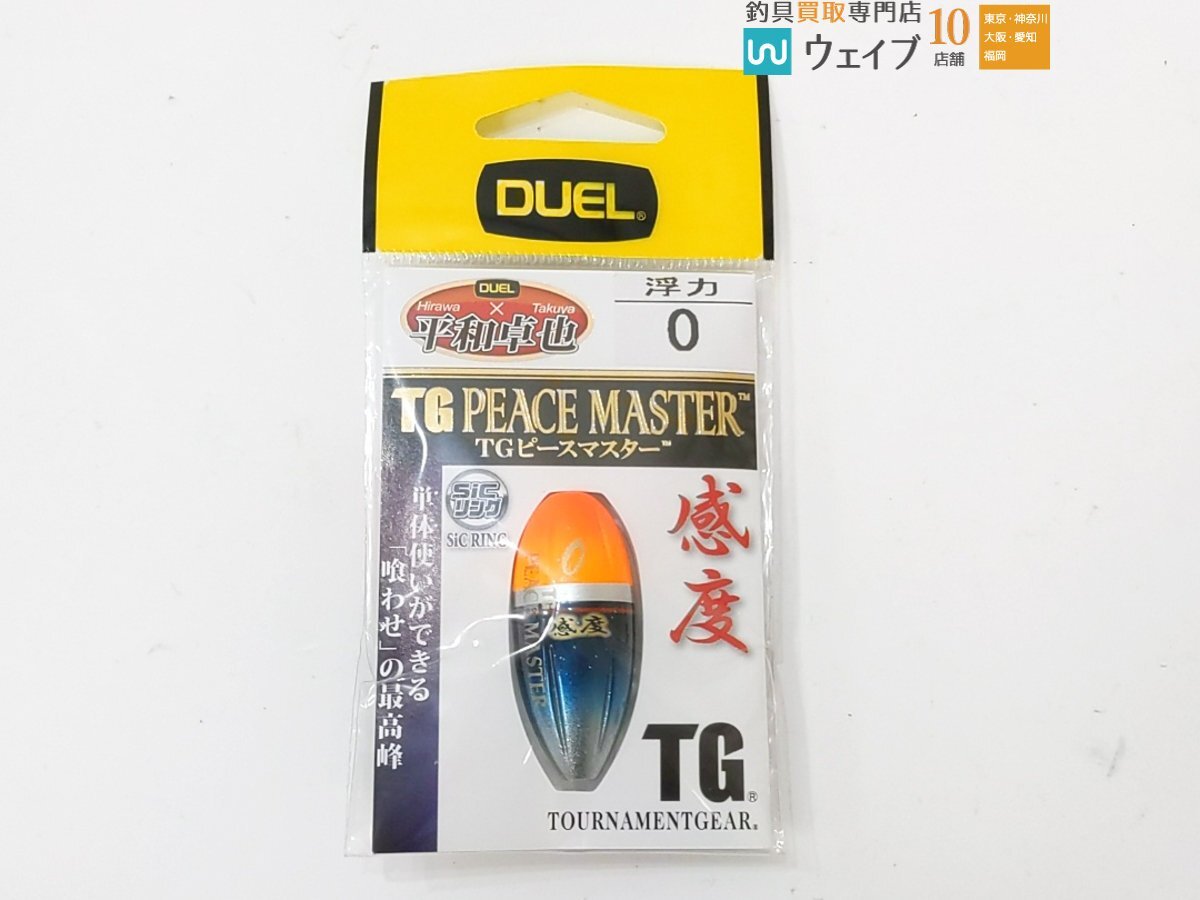 釣具買取専門店
ウェイブ
10
店舗
東京・神奈川
大阪・愛知
福岡
DUEL®
DUEL
Hirawa × Takuya
平和卓也
浮力
0
TG PEACE MASTER™
TGピースマスター™
単体使いができる
「喰わせ」の最高峰
SiC
リング
SiC RING
感度
0
PEACE MASTER
感度
TG®
TOURNAMENTGEAR®